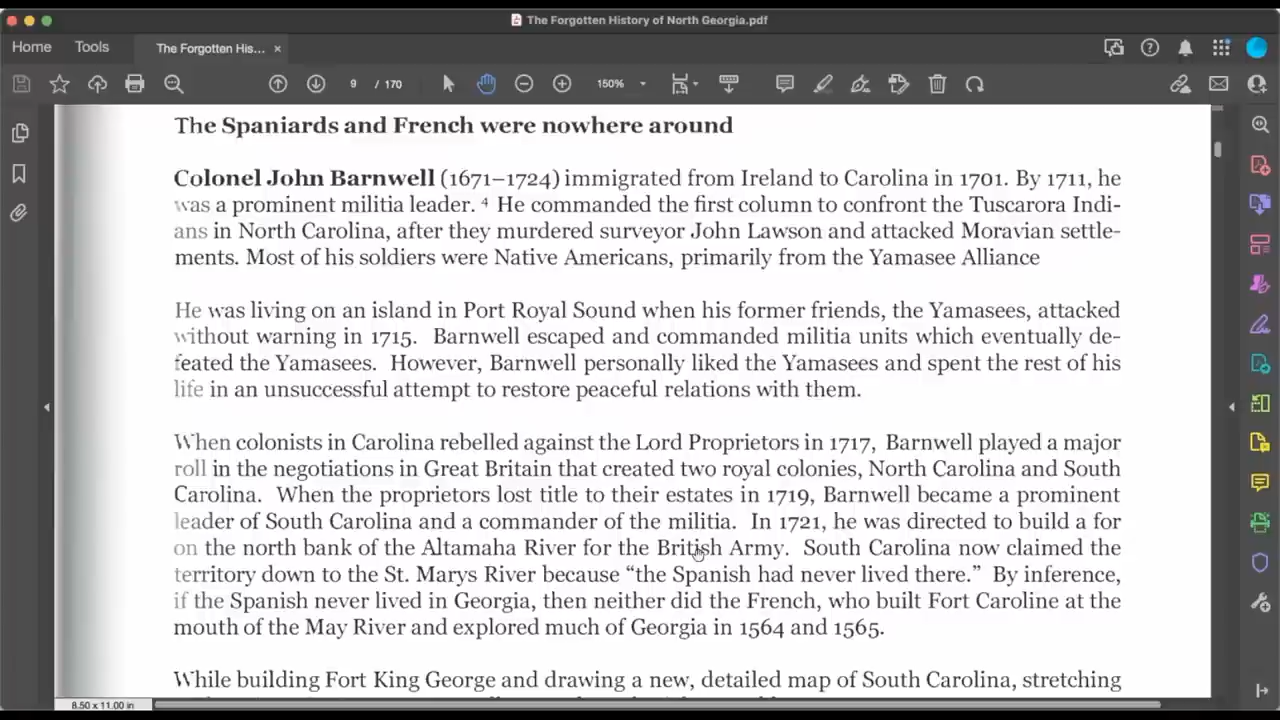 The Forgotten History of North Georgia.pdf
Home Tools The Forgotten His... ×
9 / 170 150%
The Spaniards and French were nowhere around
Colonel John Barnwell (1671–1724) immigrated from Ireland to Carolina in 1701. By 1711, he
was a prominent militia leader. ⁴ He commanded the first column to confront the Tuscarora Indi-
ans in North Carolina, after they murdered surveyor John Lawson and attacked Moravian settle-
ments. Most of his soldiers were Native Americans, primarily from the Yamasee Alliance
He was living on an island in Port Royal Sound when his former friends, the Yamasees, attacked
without warning in 1715. Barnwell escaped and commanded militia units which eventually de-
feated the Yamasees. However, Barnwell personally liked the Yamasees and spent the rest of his
life in an unsuccessful attempt to restore peaceful relations with them.
When colonists in Carolina rebelled against the Lord Proprietors in 1717, Barnwell played a major
roll in the negotiations in Great Britain that created two royal colonies, North Carolina and South
Carolina. When the proprietors lost title to their estates in 1719, Barnwell became a prominent
leader of South Carolina and a commander of the militia. In 1721, he was directed to build a for
on the north bank of the Altamaha River for the British Army. South Carolina now claimed the
territory down to the St. Marys River because “the Spanish had never lived there.” By inference,
if the Spanish never lived in Georgia, then neither did the French, who built Fort Caroline at the
mouth of the May River and explored much of Georgia in 1564 and 1565.
While building Fort King George and drawing a new, detailed map of South Carolina, stretching
8.50 x 11.00 in